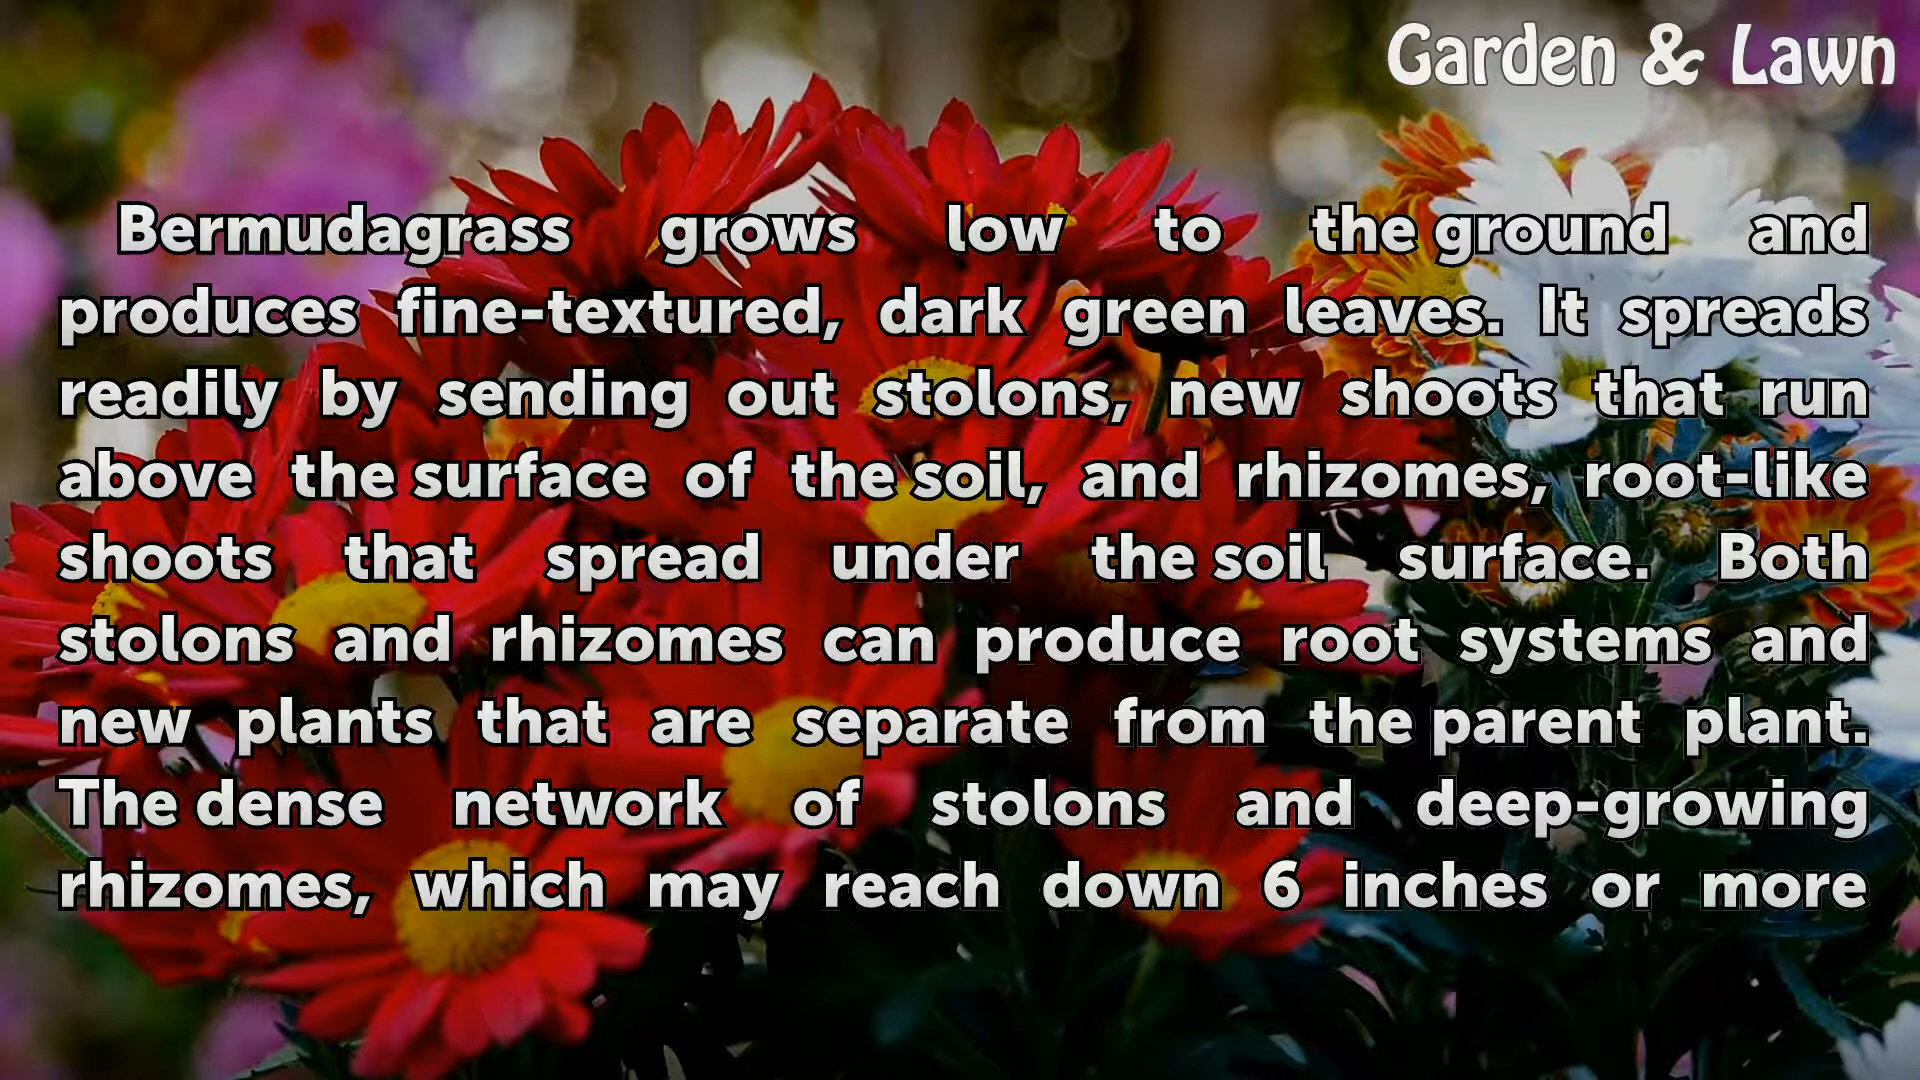 Garden & Lawn
Bermudagrass grows low to the ground and
produces fine-textured, dark green leaves. It spreads
readily by sending out stolons, new shoots that run
above the surface of the soil, and rhizomes, root-like
shoots that spread under the soil surface. Both
stolons and rhizomes can produce root systems and
new plants that are separate from the parent plant.
The dense network of stolons and deep-growing
rhizomes, which may reach down 6 inches or more